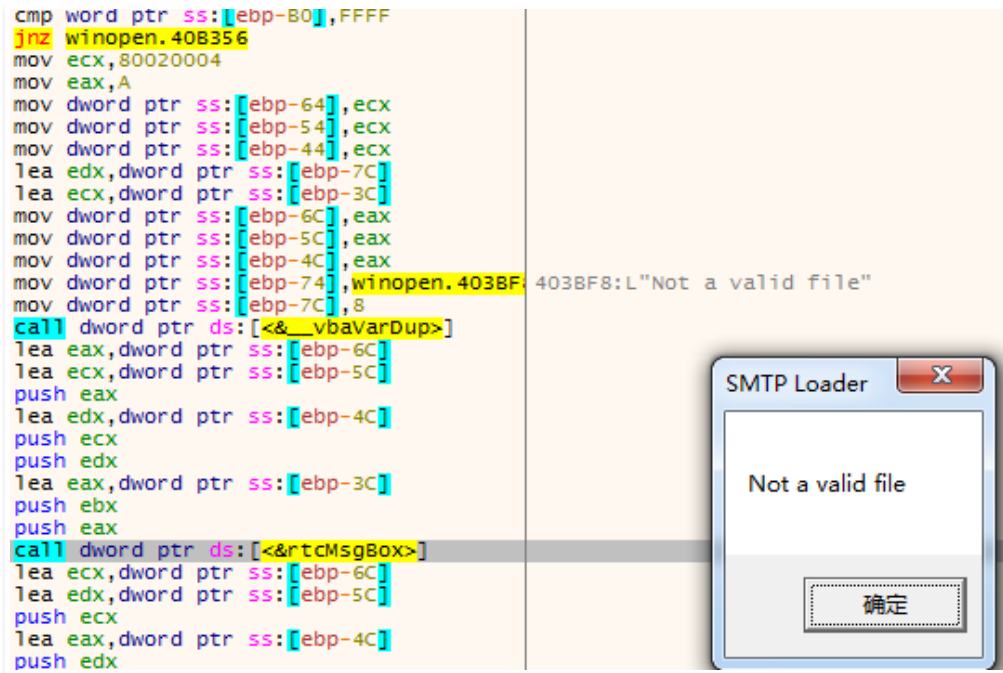 cmp word ptr ss:[ebp-B0],FFFF
jnz winopen.40B356
mov ecx,80020004
mov eax,A
mov dword ptr ss:[ebp-64],ecx
mov dword ptr ss:[ebp-54],ecx
mov dword ptr ss:[ebp-44],ecx
lea edx,dword ptr ss:[ebp-7C]
lea ecx,dword ptr ss:[ebp-3C]
mov dword ptr ss:[ebp-6C],eax
mov dword ptr ss:[ebp-5C],eax
mov dword ptr ss:[ebp-4C],eax
mov dword ptr ss:[ebp-74],winopen.403BF8 403BF8:L"Not a valid file"
mov dword ptr ss:[ebp-7C],8
call dword ptr ds:[<&__vbaVarDup>]
lea eax,dword ptr ss:[ebp-6C]
lea ecx,dword ptr ss:[ebp-5C]
push eax
lea edx,dword ptr ss:[ebp-4C]
push ecx
push edx
lea eax,dword ptr ss:[ebp-3C]
push ebx
push eax
call dword ptr ds:[<&rtcMsgBox>]
lea ecx,dword ptr ss:[ebp-6C]
lea edx,dword ptr ss:[ebp-5C]
push ecx
lea eax,dword ptr ss:[ebp-4C]
push edx
SMTP Loader
Not a valid file
确定